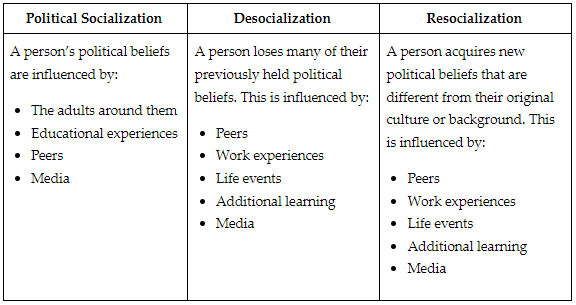 Political Socialization
Desocialization
Resocialization
A person's political beliefs
are influenced by:
• The adults around them
• Educational experiences
• Peers
• Media
A person loses many of their
previously held political
beliefs. This is influenced by:
• Peers
• Work experiences
• Life events
• Additional learning
• Media
A person acquires new
political beliefs that are
different from their original
culture or background. This
is influenced by:
• Peers
• Work experiences
• Life events
• Additional learning
• Media